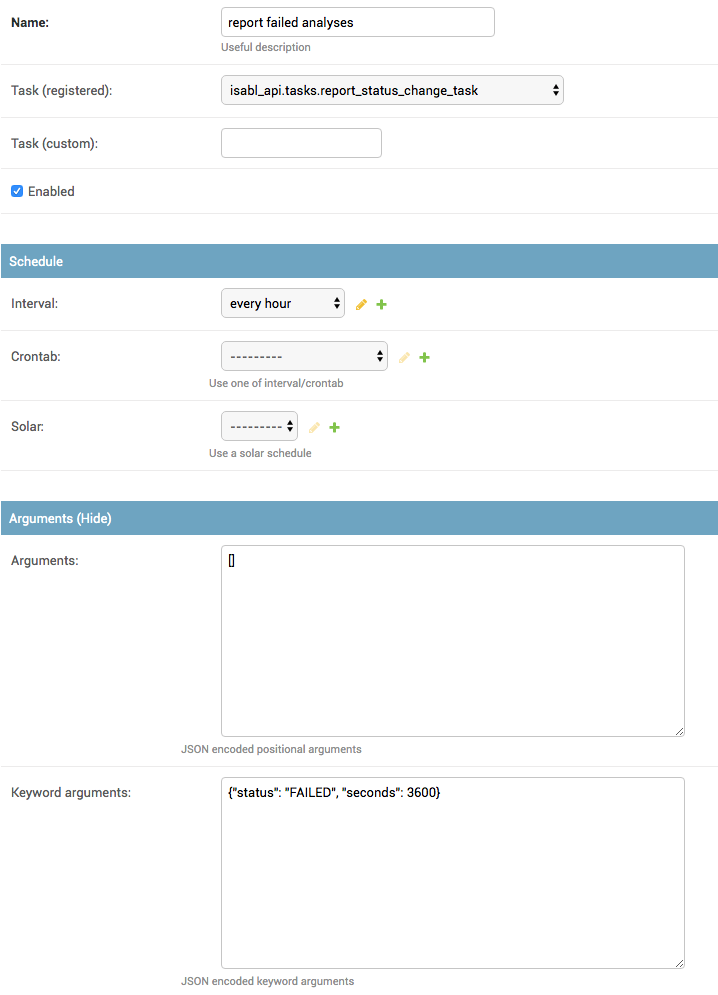 Name:
report failed analyses
Useful description
Task (registered):
isabl_api.tasks.report_status_change_task
Task (custom):
Enabled
Schedule
Interval:
every hour
Crontab:
---------
Use one of interval/crontab
Solar:
---------
Use a solar schedule
Arguments (Hide)
Arguments:
[]
JSON encoded positional arguments
Keyword arguments:
{"status": "FAILED", "seconds": 3600}
JSON encoded keyword arguments